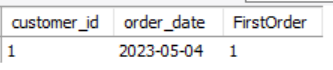 customer_id order_date FirstOrder
1 2023-05-04 1